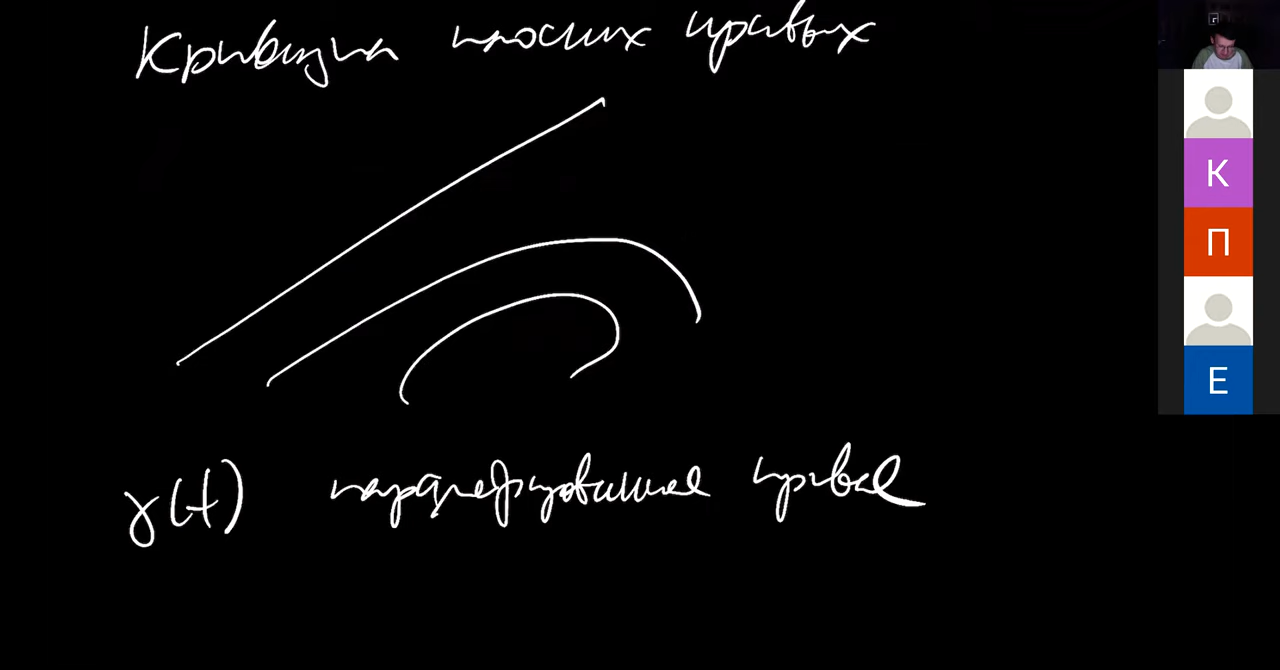 Кривизна плоских кривых
γ(t) параметризованная кривая
К
П
Е